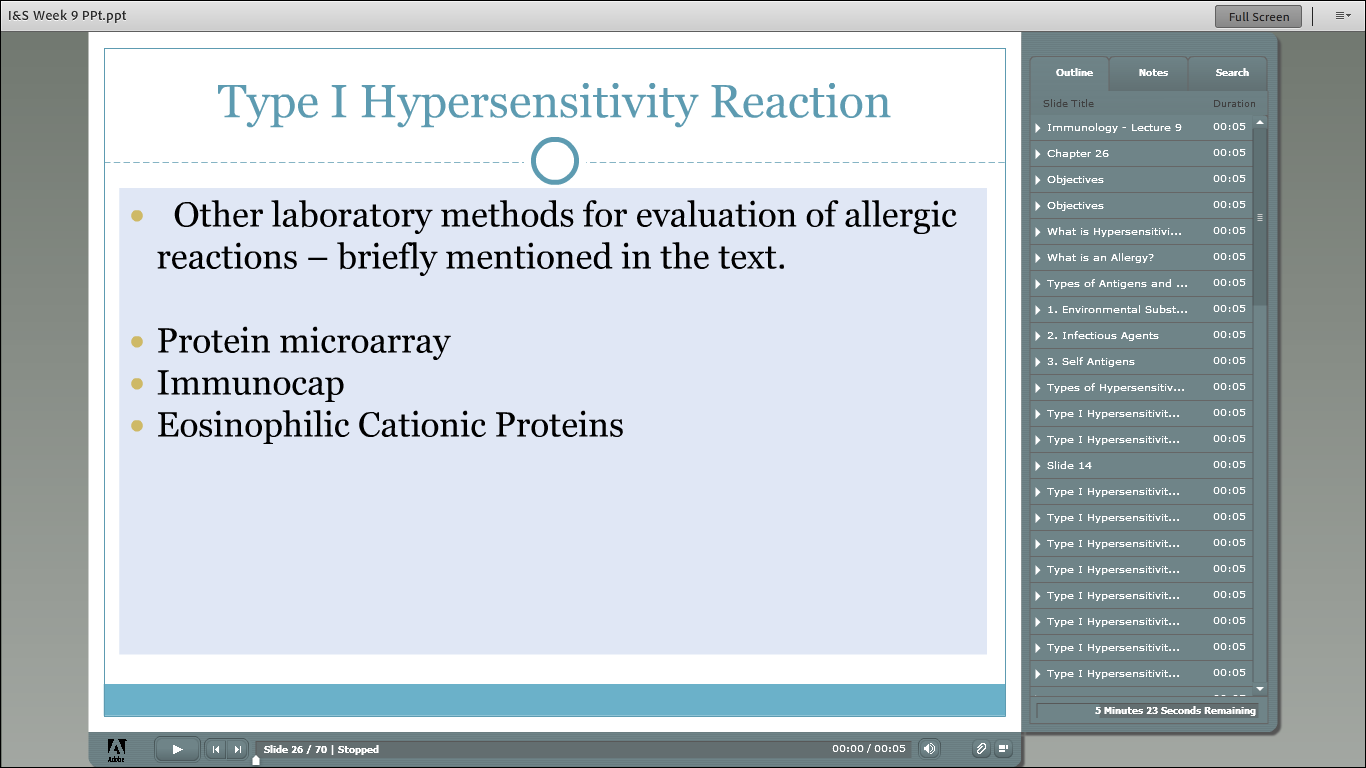 I&S Week 9 PPt.ppt
Full Screen
Type I Hypersensitivity Reaction
Other laboratory methods for evaluation of allergic
reactions – briefly mentioned in the text.
Protein microarray
Immunocap
Eosinophilic Cationic Proteins
Outline Notes Search
Slide Title Duration
Immunology - Lecture 9 00:05
Chapter 26 00:05
Objectives 00:05
Objectives 00:05
What is Hypersensitivi... 00:05
What is an Allergy? 00:05
Types of Antigens and ... 00:05
1. Environmental Subst... 00:05
2. Infectious Agents 00:05
3. Self Antigens 00:05
Types of Hypersensitiv... 00:05
Type I Hypersensitivit... 00:05
Type I Hypersensitivit... 00:05
Slide 14 00:05
Type I Hypersensitivit... 00:05
Type I Hypersensitivit... 00:05
Type I Hypersensitivit... 00:05
Type I Hypersensitivit... 00:05
Type I Hypersensitivit... 00:05
Type I Hypersensitivit... 00:05
Type I Hypersensitivit... 00:05
Type I Hypersensitivit... 00:05
5 Minutes 23 Seconds Remaining
Adobe
Slide 26 / 70 | Stopped
00:00 / 00:05